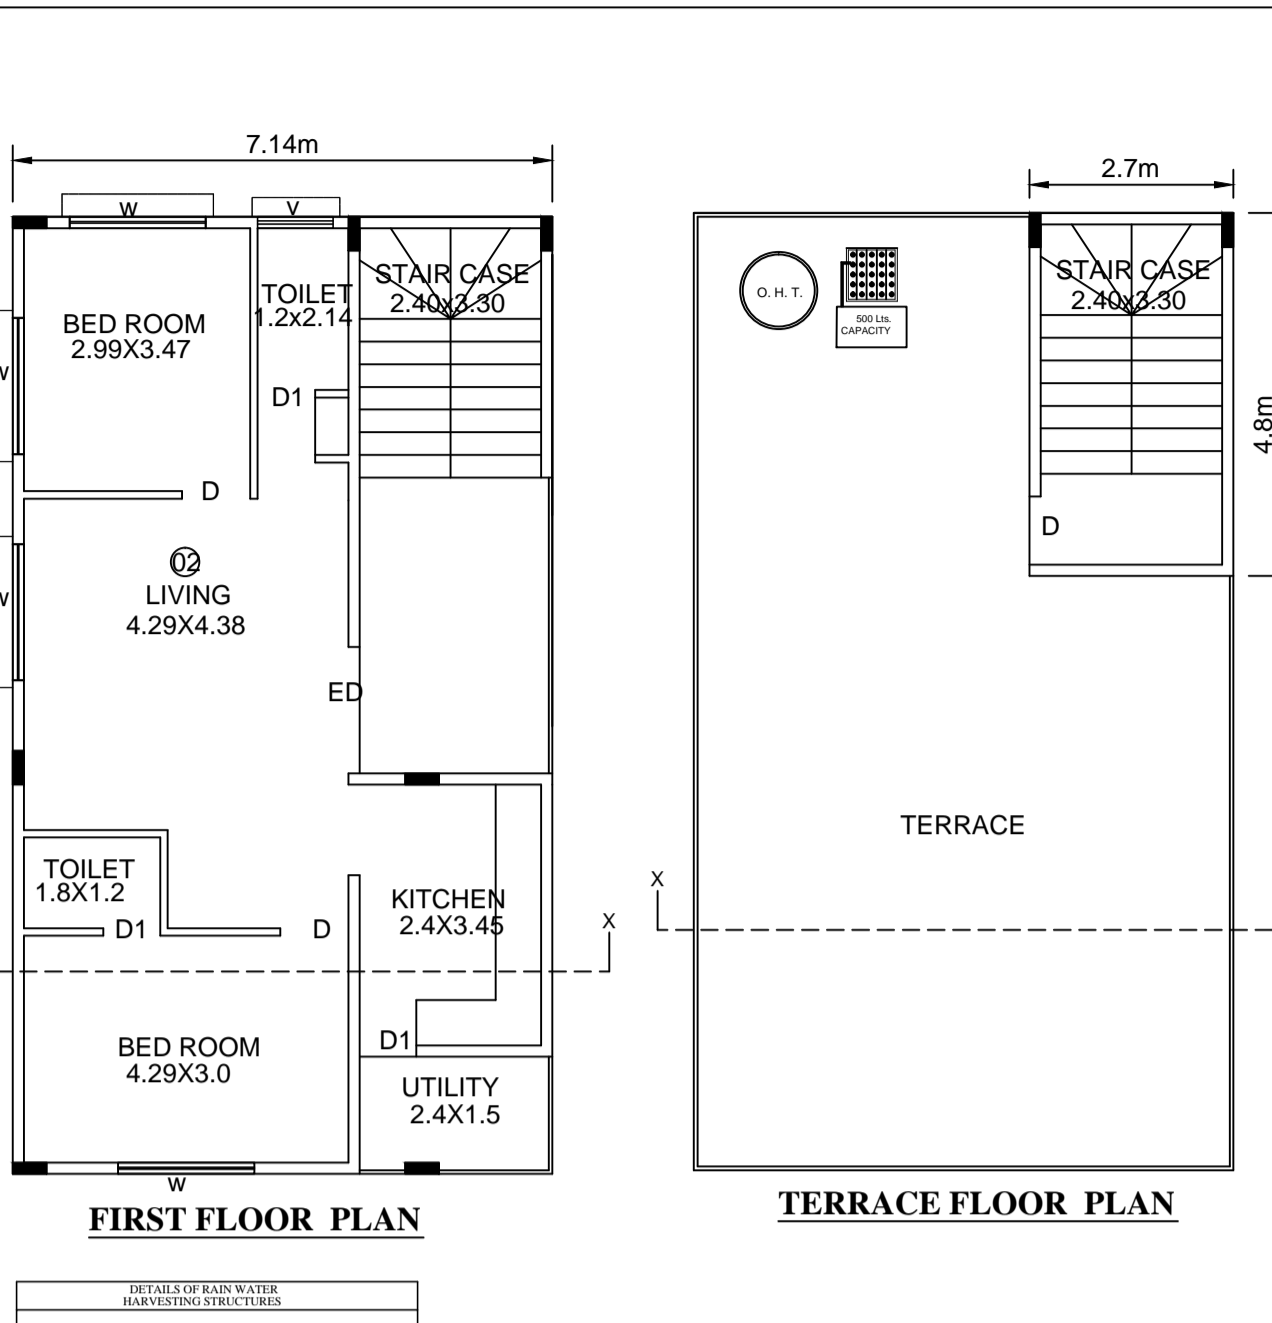 7.14m
W
V
BED ROOM
2.99X3.47
TOILET
1.2x2.14
STAIR CASE
2.40x3.30
W
D1
D
02
LIVING
4.29X4.38
W
ED
TOILET
1.8X1.2
D1
D
KITCHEN
2.4X3.45
X
BED ROOM
4.29X3.0
D1
UTILITY
2.4X1.5
W
FIRST FLOOR PLAN
2.7m
O. H. T.
500 Lts.
CAPACITY
STAIR CASE
2.40x3.30
4.8m
D
TERRACE
X
TERRACE FLOOR PLAN
DETAILS OF RAIN WATER
HARVESTING STRUCTURES